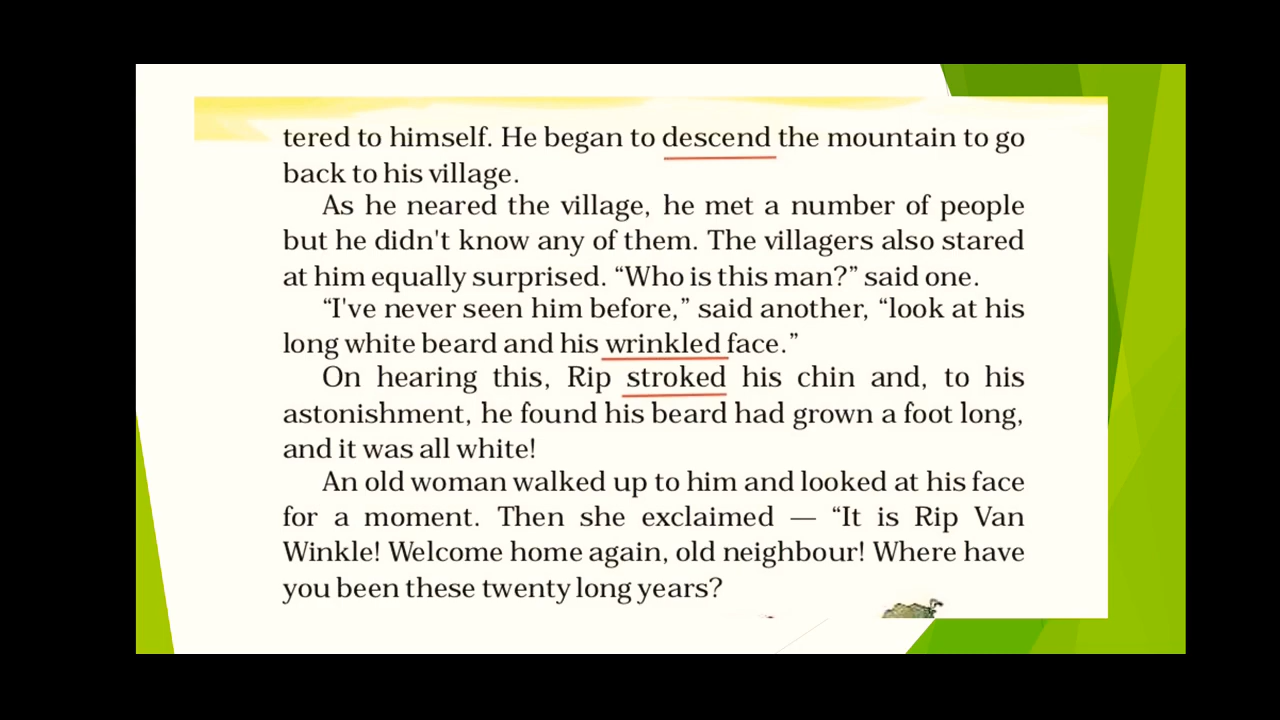 tered to himself. He began to descend the mountain to go
back to his village.
As he neared the village, he met a number of people
but he didn't know any of them. The villagers also stared
at him equally surprised. “Who is this man?” said one.
“I've never seen him before,” said another, “look at his
long white beard and his wrinkled face.”
On hearing this, Rip stroked his chin and, to his
astonishment, he found his beard had grown a foot long,
and it was all white!
An old woman walked up to him and looked at his face
for a moment. Then she exclaimed — “It is Rip Van
Winkle! Welcome home again, old neighbour! Where have
you been these twenty long years?